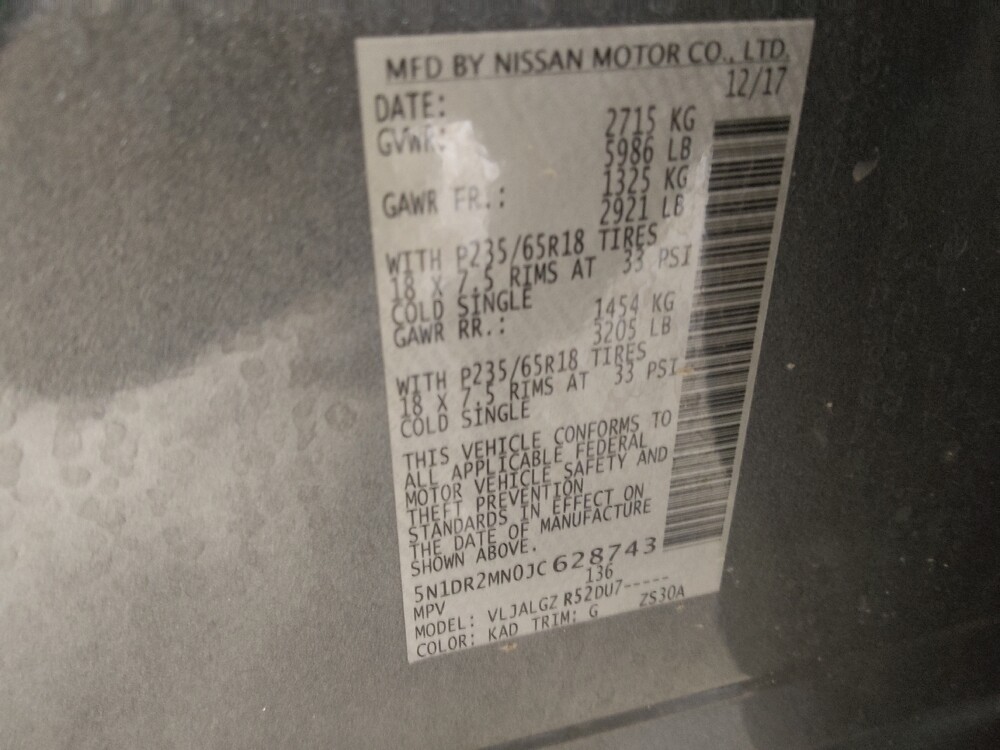 MFD BY NISSAN MOTOR CO., LTD.
DATE: 12/17
GVWR: 2715 KG
5986 LB
GAWR FR.: 1325 KG
2921 LB
WITH P235/65R18 TIRES
18 X 7.5 RIMS AT 33 PSI
COLD SINGLE
GAWR RR.: 1454 KG
3205 LB
WITH P235/65R18 TIRES
18 X 7.5 RIMS AT 33 PSI
COLD SINGLE
THIS VEHICLE CONFORMS TO
ALL APPLICABLE FEDERAL
MOTOR VEHICLE SAFETY AND
THEFT PREVENTION
STANDARDS IN EFFECT ON
THE DATE OF MANUFACTURE
SHOWN ABOVE.
5N1DR2MN0JC628743
MPV 136
MODEL: VLJALGZ R52DU7-----
COLOR: KAD TRIM: G ZS30A